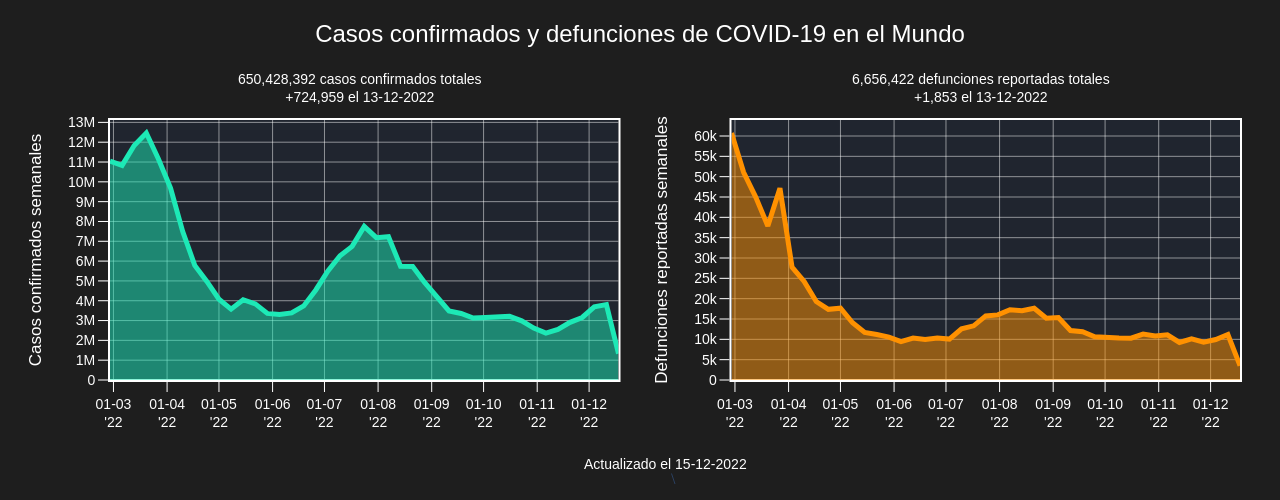 Casos confirmados y defunciones de COVID-19 en el Mundo
650,428,392 casos confirmados totales
+724,959 el 13-12-2022
Casos confirmados semanales
13M
12M
11M
10M
9M
8M
7M
6M
5M
4M
3M
2M
1M
0
01-03 01-04 01-05 01-06 01-07 01-08 01-09 01-10 01-11 01-12
'22 '22 '22 '22 '22 '22 '22 '22 '22 '22
6,656,422 defunciones reportadas totales
+1,853 el 13-12-2022
Defunciones reportadas semanales
60k
55k
50k
45k
40k
35k
30k
25k
20k
15k
10k
5k
0
01-03 01-04 01-05 01-06 01-07 01-08 01-09 01-10 01-11 01-12
'22 '22 '22 '22 '22 '22 '22 '22 '22 '22
Actualizado el 15-12-2022
\